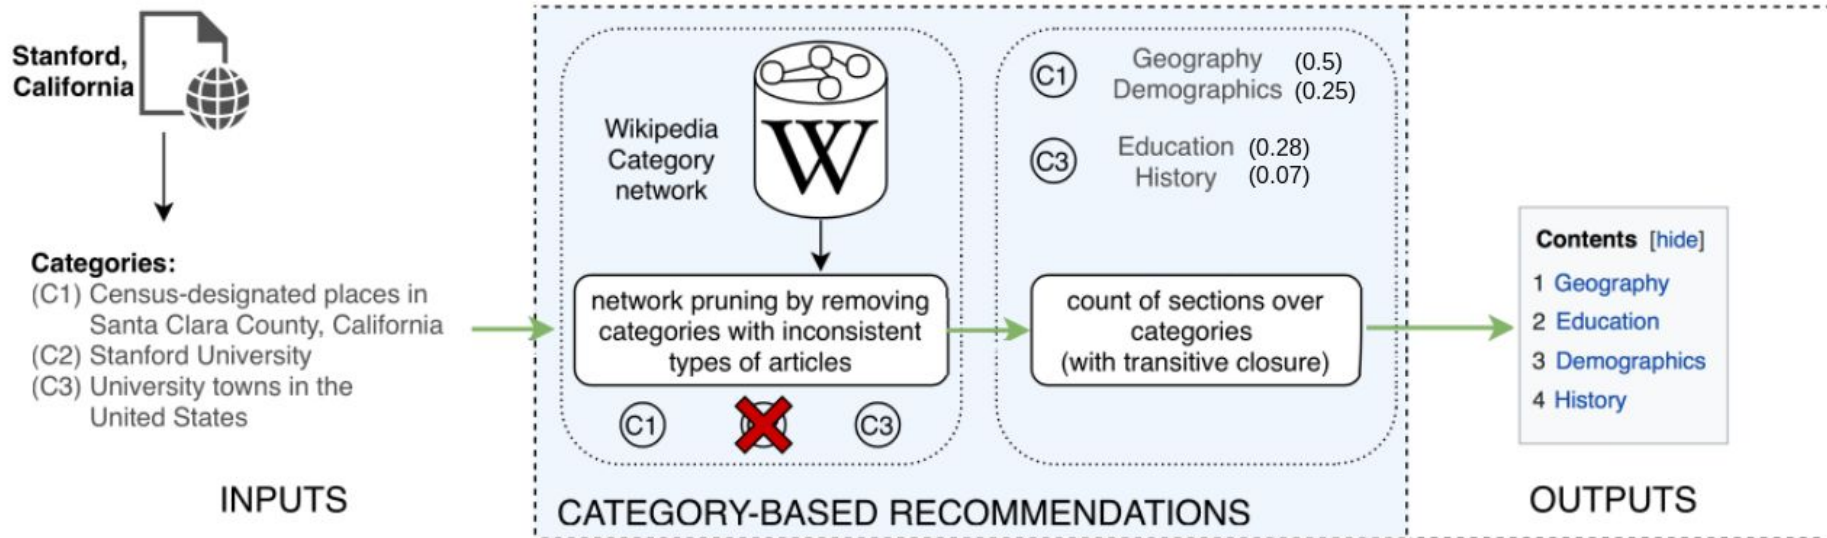 Stanford,
California
Categories:
(C1) Census-designated places in
Santa Clara County, California
(C2) Stanford University
(C3) University towns in the
United States
INPUTS
Wikipedia
Category
network
W
network pruning by removing
categories with inconsistent
types of articles
C1
C3
C1
Geography (0.5)
Demographics (0.25)
C3
Education (0.28)
History (0.07)
count of sections over
categories
(with transitive closure)
CATEGORY-BASED RECOMMENDATIONS
Contents [hide]
1 Geography
2 Education
3 Demographics
4 History
OUTPUTS